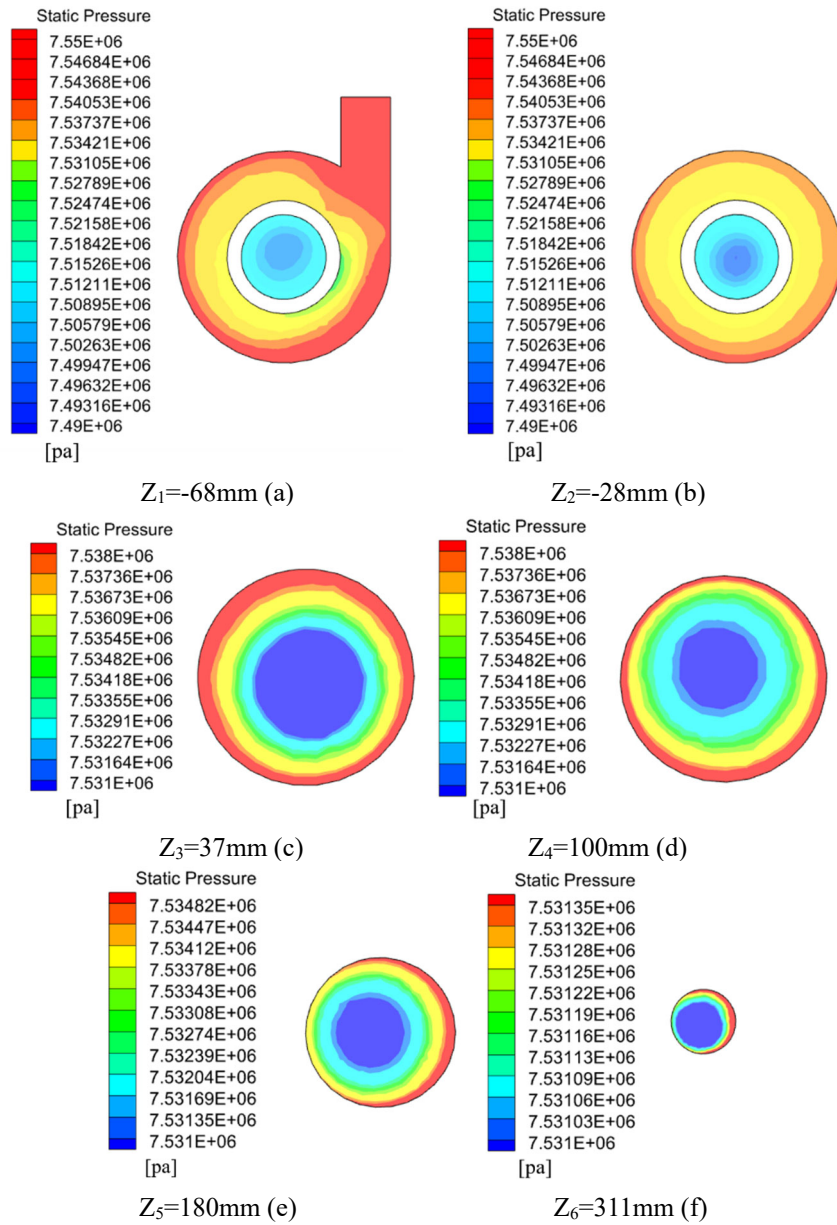 Static Pressure
7.55E+06
7.54684E+06
7.54368E+06
7.54053E+06
7.53737E+06
7.53421E+06
7.53105E+06
7.52789E+06
7.52474E+06
7.52158E+06
7.51842E+06
7.51526E+06
7.51211E+06
7.50895E+06
7.50579E+06
7.50263E+06
7.49947E+06
7.49632E+06
7.49316E+06
7.49E+06
[pa]
Z₁=-68mm (a)
Static Pressure
7.55E+06
7.54684E+06
7.54368E+06
7.54053E+06
7.53737E+06
7.53421E+06
7.53105E+06
7.52789E+06
7.52474E+06
7.52158E+06
7.51842E+06
7.51526E+06
7.51211E+06
7.50895E+06
7.50579E+06
7.50263E+06
7.49947E+06
7.49632E+06
7.49316E+06
7.49E+06
[pa]
Z₂=-28mm (b)
Static Pressure
7.538E+06
7.53736E+06
7.53673E+06
7.53609E+06
7.53545E+06
7.53482E+06
7.53418E+06
7.53355E+06
7.53291E+06
7.53227E+06
7.53164E+06
7.531E+06
[pa]
Z₃=37mm (c)
Static Pressure
7.538E+06
7.53736E+06
7.53673E+06
7.53609E+06
7.53545E+06
7.53482E+06
7.53418E+06
7.53355E+06
7.53291E+06
7.53227E+06
7.53164E+06
7.531E+06
[pa]
Z₄=100mm (d)
Static Pressure
7.53482E+06
7.53447E+06
7.53412E+06
7.53378E+06
7.53343E+06
7.53308E+06
7.53274E+06
7.53239E+06
7.53204E+06
7.53169E+06
7.53135E+06
7.531E+06
[pa]
Z₅=180mm (e)
Static Pressure
7.53135E+06
7.53132E+06
7.53128E+06
7.53125E+06
7.53122E+06
7.53119E+06
7.53116E+06
7.53113E+06
7.53109E+06
7.53106E+06
7.53103E+06
7.531E+06
[pa]
Z₆=311mm (f)